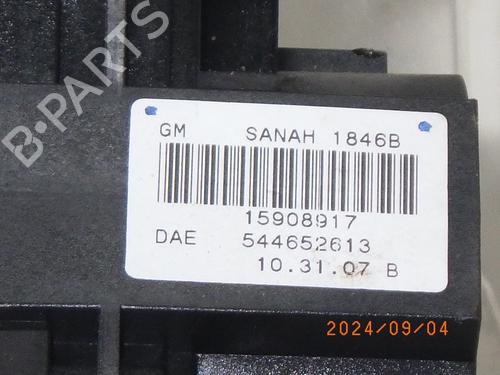 B-PARTS
GM SANAH 1846B
15908917
DAE 544652613
10.31.07 B
2024/09/04